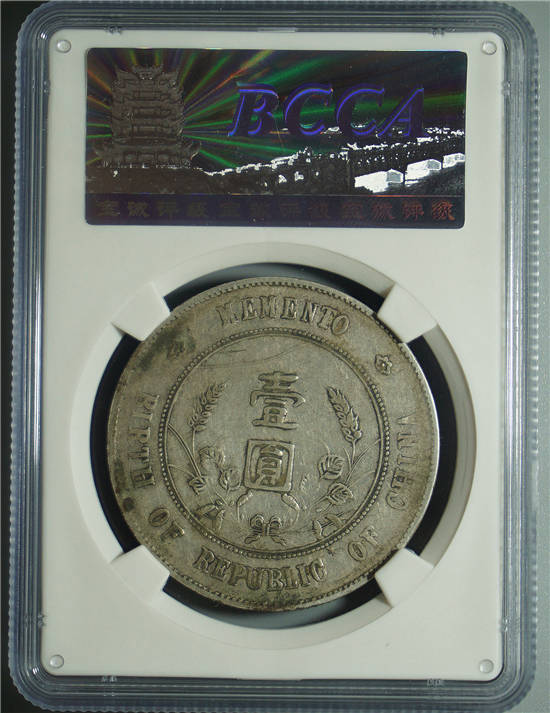 BCCA
MEMENTO
壹
圓
BIRTH OF REPUBLIC OF CHINA